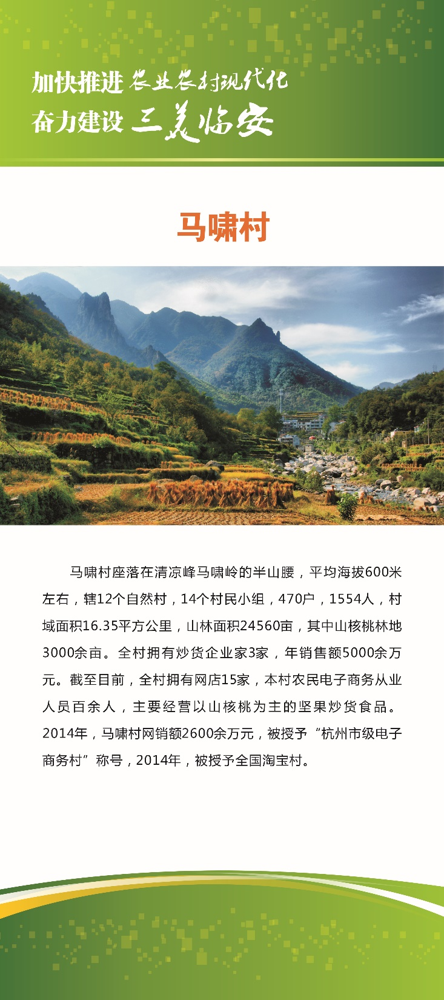 加快推进农业农村现代化
奋力建设三美临安
马啸村
马啸村座落在清凉峰马啸岭的半山腰，平均海拔600米
左右，辖12个自然村，14个村民小组，470户，1554人，村
域面积16.35平方公里，山林面积24560亩，其中山核桃林地
3000余亩。全村拥有炒货企业家3家，年销售额5000余万
元。截至目前，全村拥有网店15家，本村农民电子商务从业
人员百余人，主要经营以山核桃为主的坚果炒货食品。
2014年，马啸村网销额2600余万元，被授予“杭州市级电子
商务村”称号，2014年，被授予全国淘宝村。